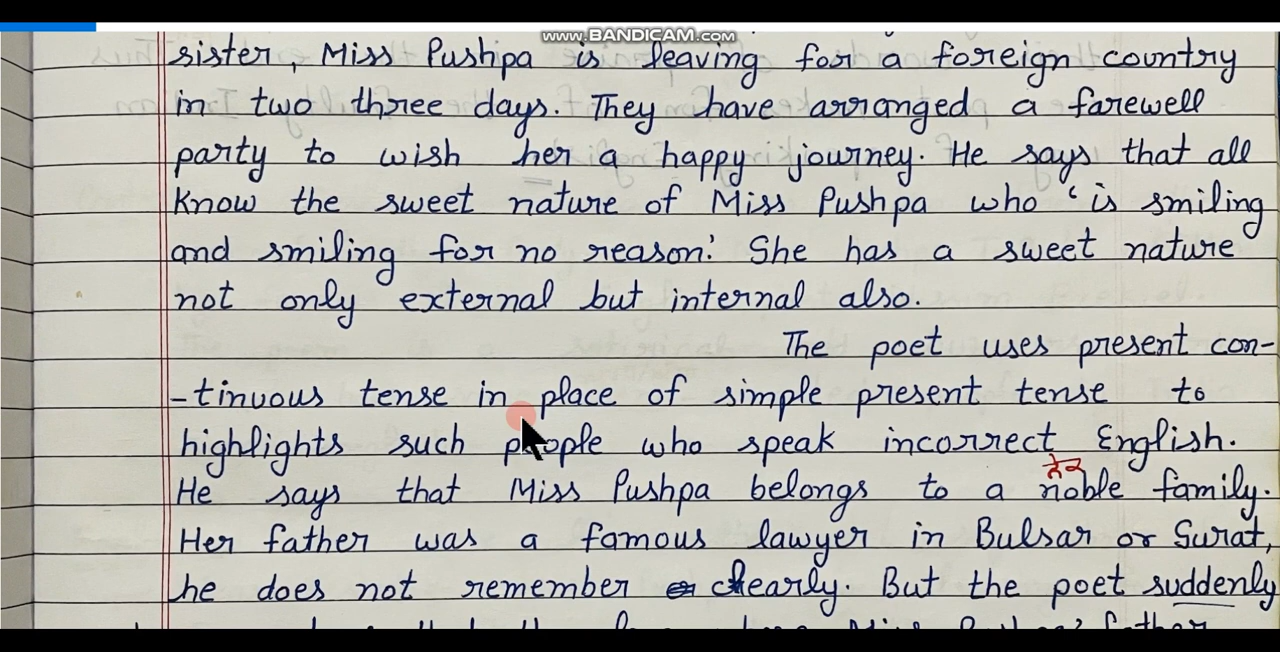 www.BANDICAM.com
sister, Miss Pushpa is leaving for a foreign country
in two three days. They have arranged a farewell
party to wish her a happy journey. He says that all
know the sweet nature of Miss Pushpa who 'is smiling
and smiling for no reason.' She has a sweet nature
not only external but internal also.
The poet uses present con-
-tinuous tense in place of simple present tense to
highlights such people who speak incorrect English.
नेक
He says that Miss Pushpa belongs to a noble family.
Her father was a famous lawyer in Bulsar or Surat,
he does not remember clearly. But the poet suddenly